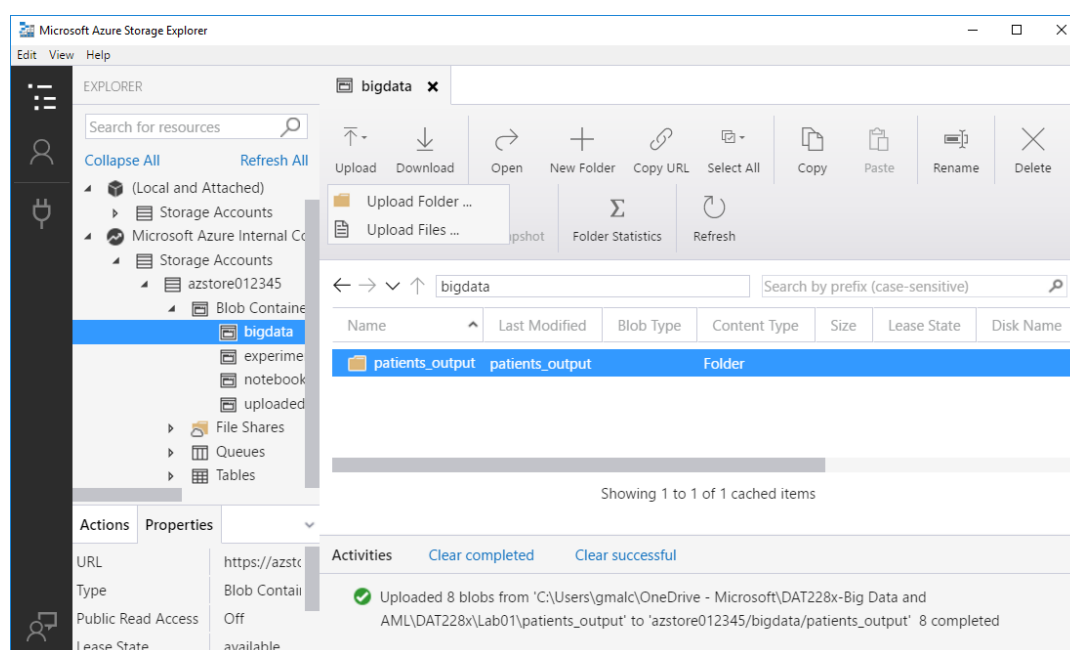 Microsoft Azure Storage Explorer
Edit View Help
EXPLORER
Search for resources
Collapse All Refresh All
(Local and Attached)
Storage Accounts
Microsoft Azure Internal Co
Storage Accounts
azstore012345
Blob Containe
bigdata
experime
notebook
uploaded
File Shares
Queues
Tables
Actions Properties
URL https://azsto
Type Blob Contain
Public Read Access Off
Lease State available
bigdata
Upload Download Open New Folder Copy URL Select All Copy Paste Rename Delete
Upload Folder ...
Upload Files ...
pshot Folder Statistics Refresh
bigdata Search by prefix (case-sensitive)
Name Last Modified Blob Type Content Type Size Lease State Disk Name
patients_output patients_output Folder
Showing 1 to 1 of 1 cached items
Activities Clear completed Clear successful
Uploaded 8 blobs from 'C:\Users\gmalc\OneDrive - Microsoft\DAT228x-Big Data and
AML\DAT228x\Lab01\patients_output' to 'azstore012345/bigdata/patients_output' 8 completed